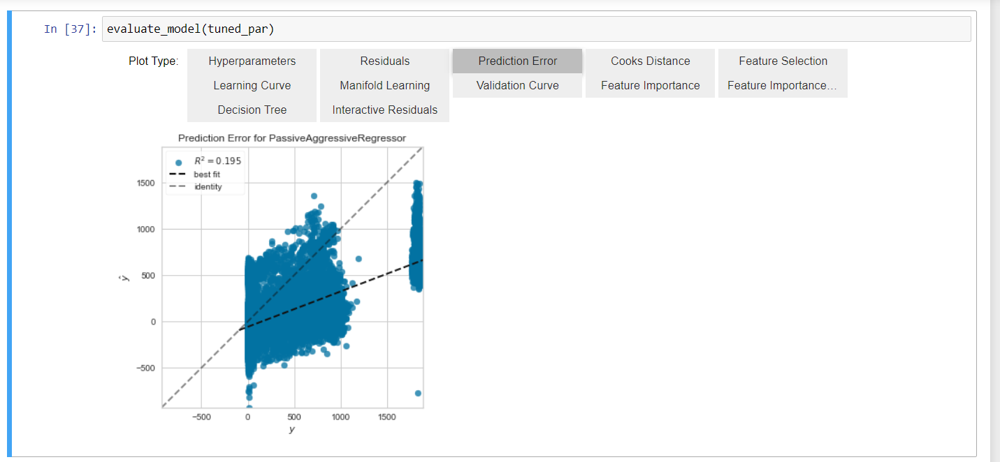 In [37]: evaluate_model(tuned_par)
Plot Type: Hyperparameters Residuals Prediction Error Cooks Distance Feature Selection
Learning Curve Manifold Learning Validation Curve Feature Importance Feature Importance...
Decision Tree Interactive Residuals
Prediction Error for PassiveAggressiveRegressor
R² = 0.195
best fit
identity
1500
1000
500
0
−500
ŷ
−500 0 500 1000 1500
y